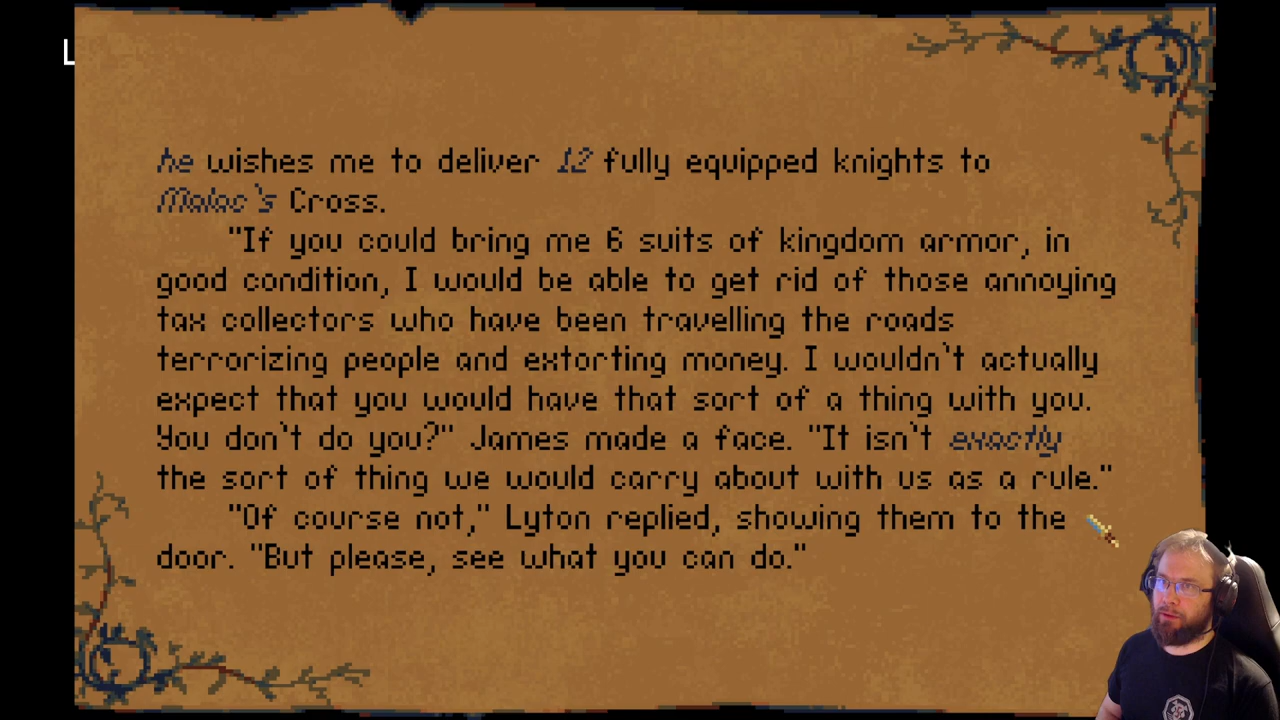 L
he wishes me to deliver 12 fully equipped knights to
Malac's Cross.
"If you could bring me 6 suits of kingdom armor, in
good condition, I would be able to get rid of those annoying
tax collectors who have been travelling the roads
terrorizing people and extorting money. I wouldn't actually
expect that you would have that sort of a thing with you.
You don't do you?" James made a face. "It isn't exactly
the sort of thing we would carry about with us as a rule."
"Of course not," Lyton replied, showing them to the
door. "But please, see what you can do."